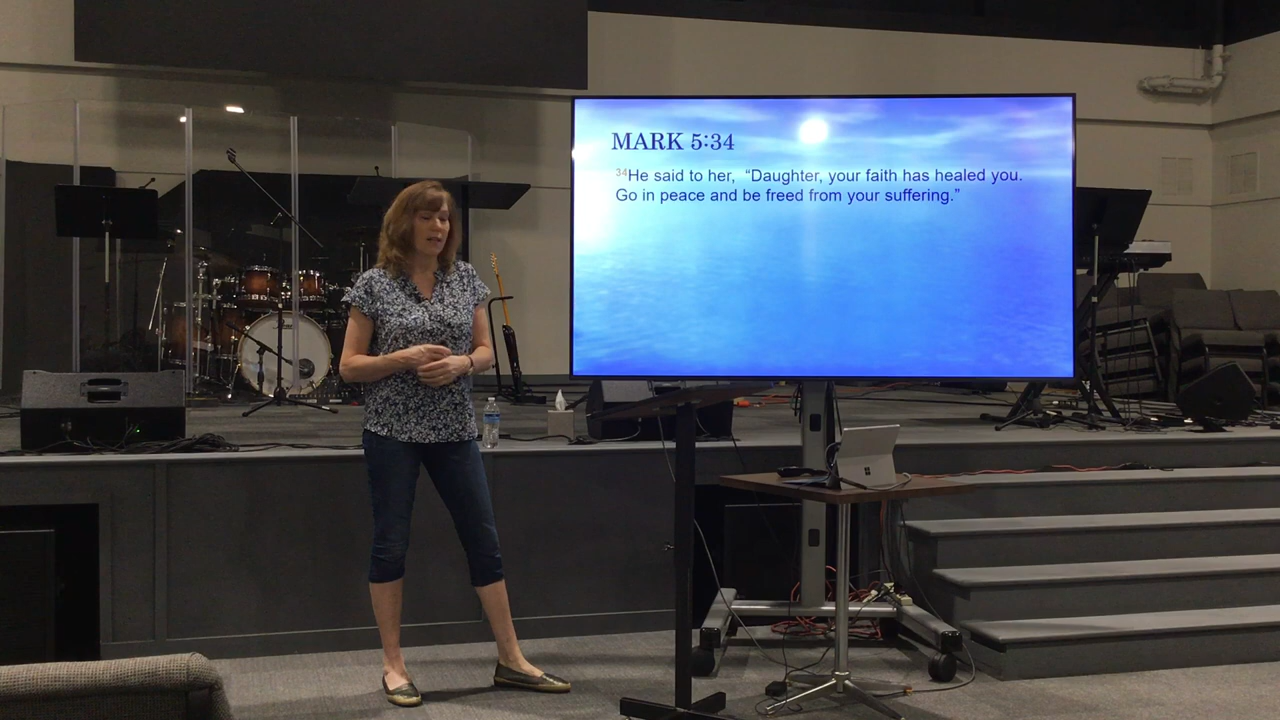 MARK 5:34
34He said to her, “Daughter, your faith has healed you.
Go in peace and be freed from your suffering.”